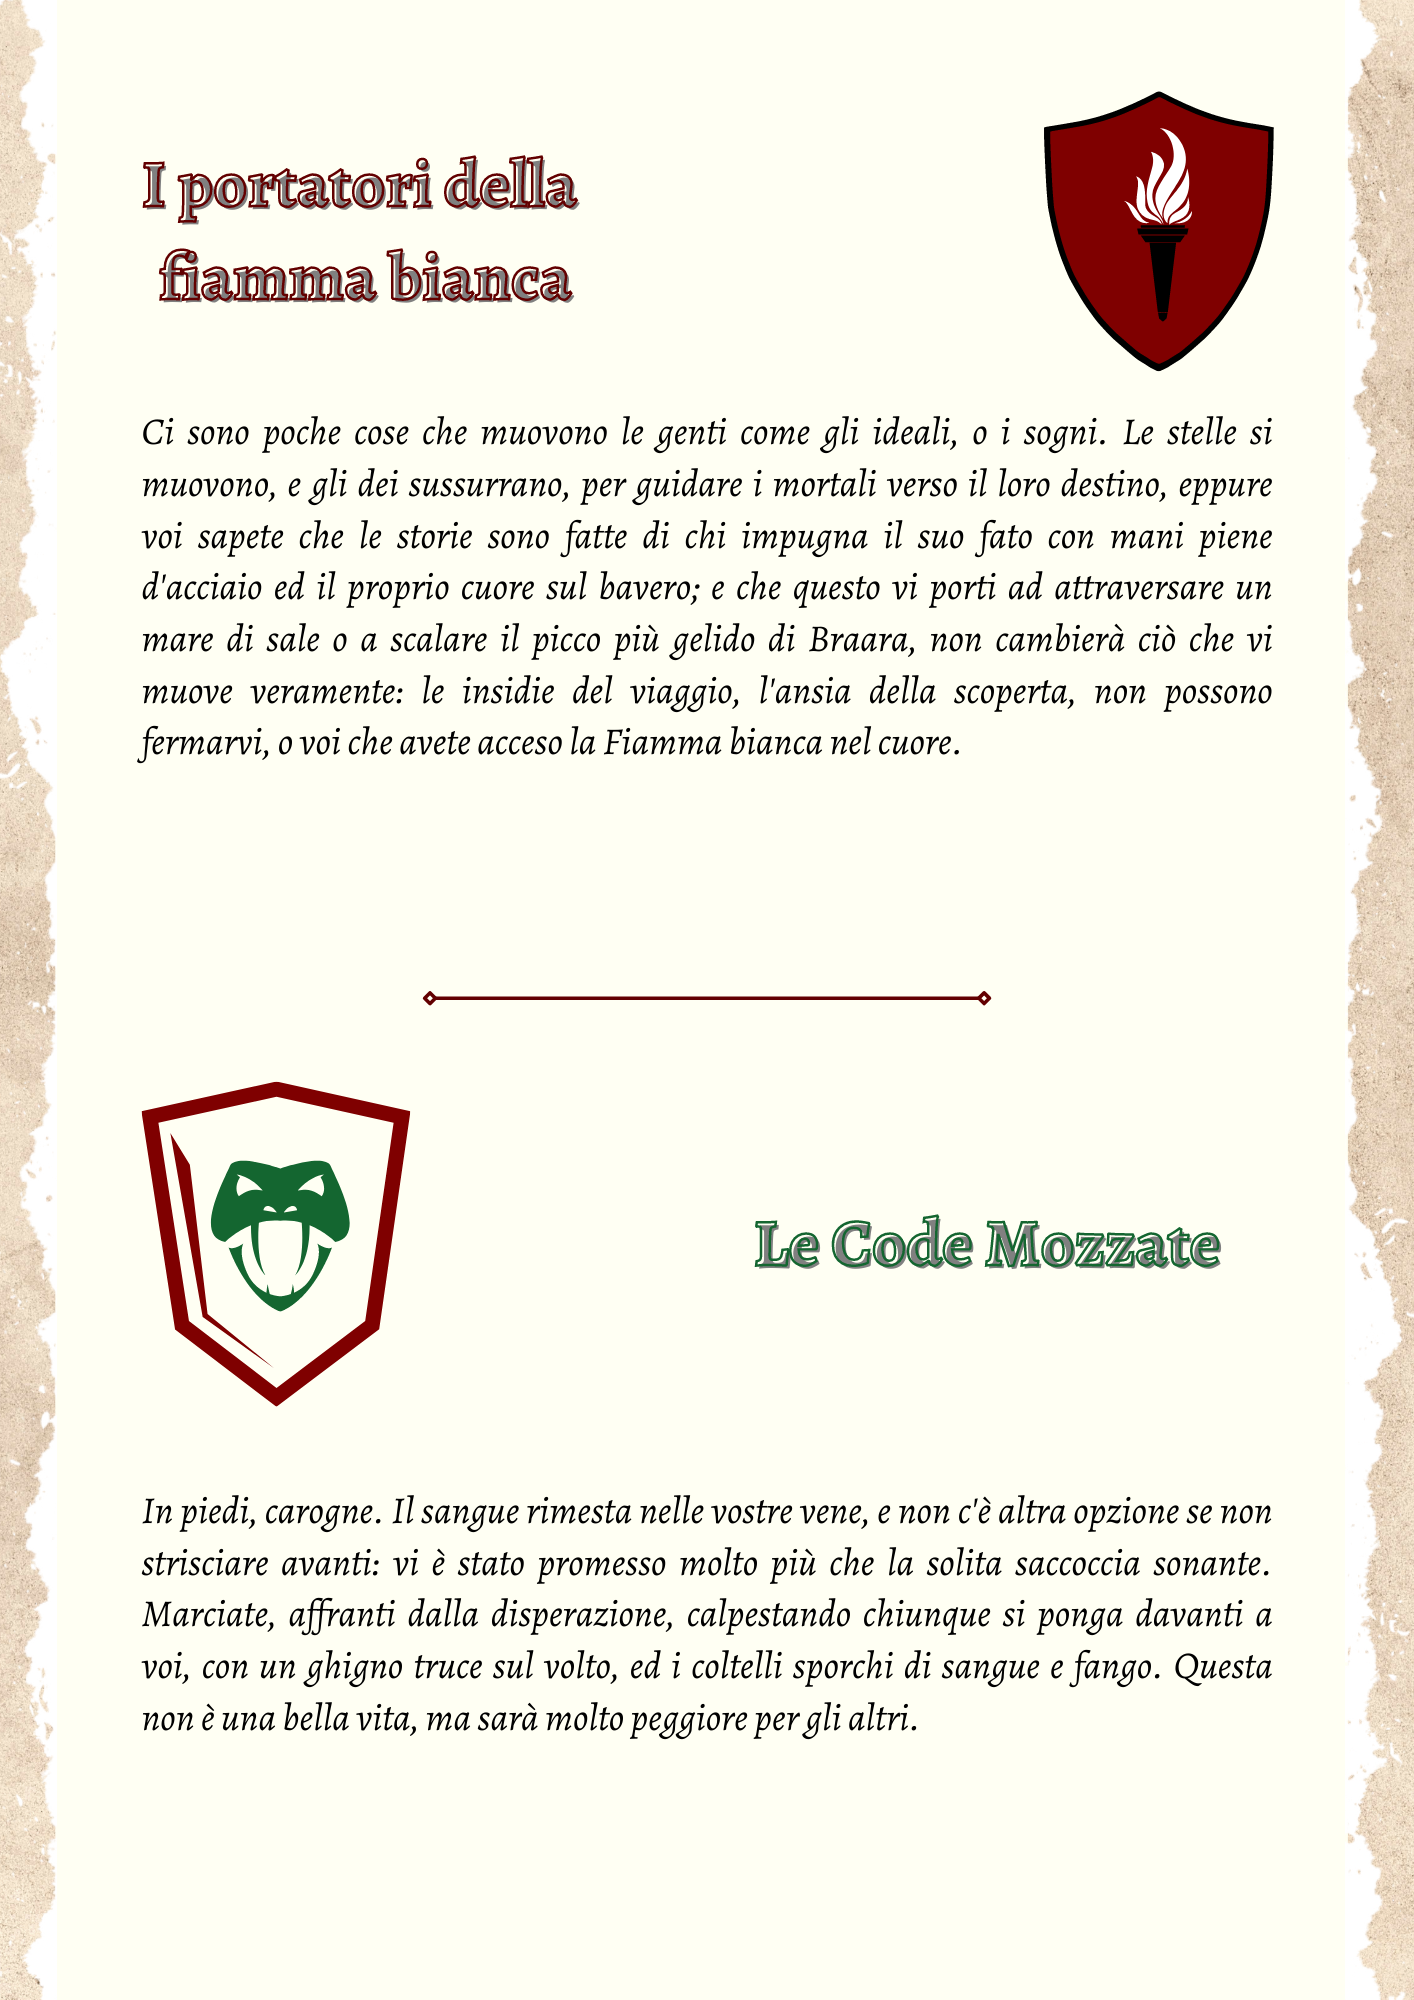 I portatori della
fiamma bianca
Ci sono poche cose che muovono le genti come gli ideali, o i sogni. Le stelle si
muovono, e gli dei sussurrano, per guidare i mortali verso il loro destino, eppure
voi sapete che le storie sono fatte di chi impugna il suo fato con mani piene
d'acciaio ed il proprio cuore sul bavero; e che questo vi porti ad attraversare un
mare di sale o a scalare il picco più gelido di Braara, non cambierà ciò che vi
muove veramente: le insidie del viaggio, l'ansia della scoperta, non possono
fermarvi, o voi che avete acceso la Fiamma bianca nel cuore.
Le Code Mozzate
In piedi, carogne. Il sangue rimesta nelle vostre vene, e non c'è altra opzione se non
strisciare avanti: vi è stato promesso molto più che la solita saccoccia sonante.
Marciate, affranti dalla disperazione, calpestando chiunque si ponga davanti a
voi, con un ghigno truce sul volto, ed i coltelli sporchi di sangue e fango. Questa
non è una bella vita, ma sarà molto peggiore per gli altri.